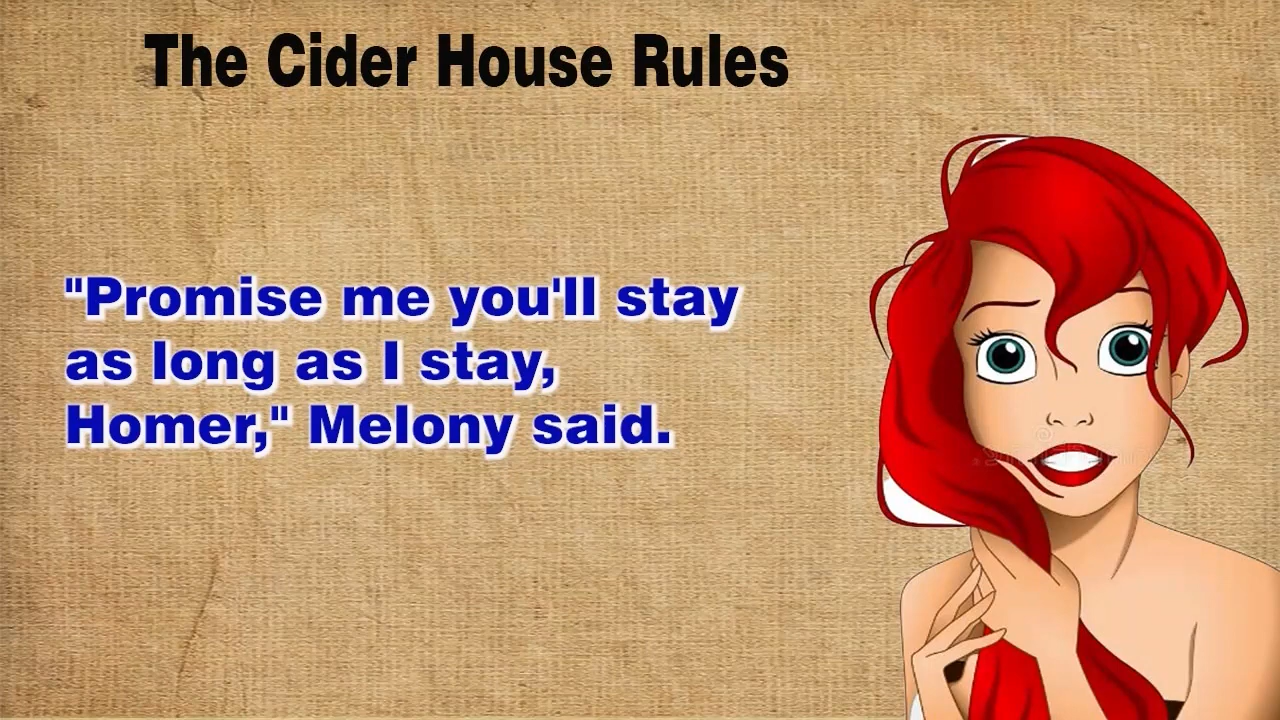 The Cider House Rules
"Promise me you'll stay
as long as I stay,
Homer," Melony said.